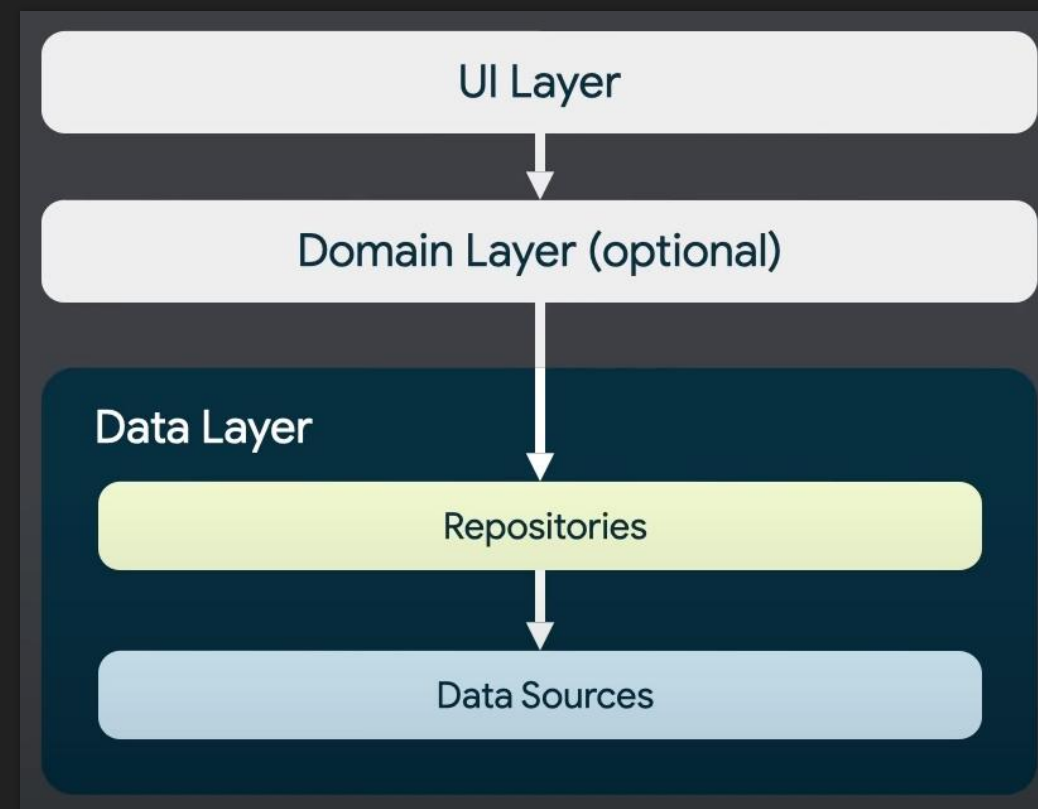 UI Layer
Domain Layer (optional)
Data Layer
Repositories
Data Sources